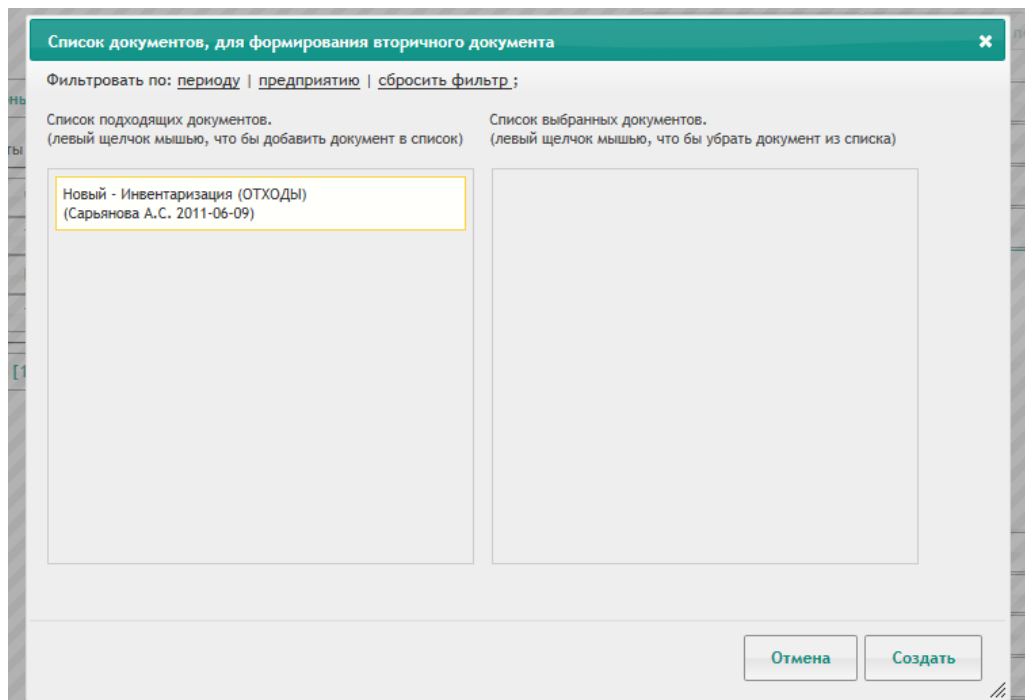 Список документов, для формирования вторичного документа
Фильтровать по: периоду | предприятию | сбросить фильтр ;
Список подходящих документов.
(левый щелчок мышью, что бы добавить документ в список)
Список выбранных документов.
(левый щелчок мышью, что бы убрать документ из списка)
Новый - Инвентаризация (ОТХОДЫ)
(Сарьянова А.С. 2011-06-09)
Отмена
Создать